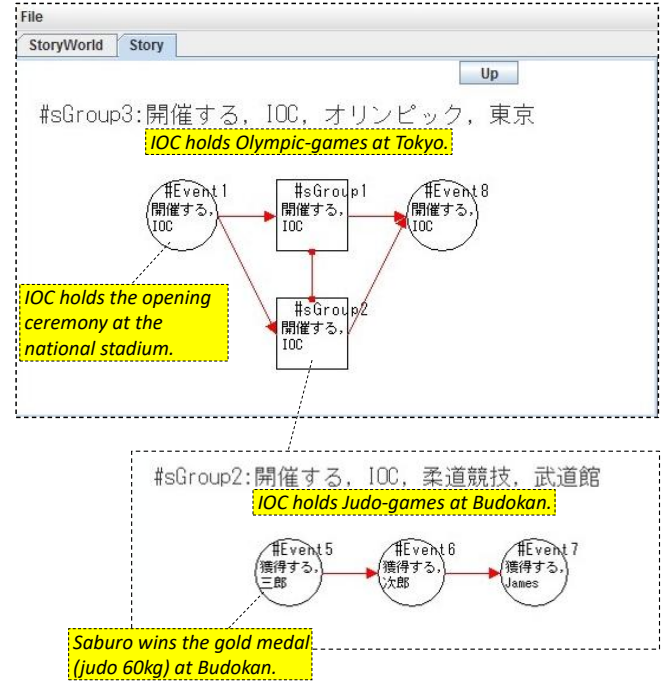 File
StoryWorld Story
Up
#sGroup3:開催する, IOC, オリンピック, 東京
IOC holds Olympic-games at Tokyo.
#Event1
開催する,
IOC
#sGroup1
開催する,
IOC
#Event8
開催する,
IOC
IOC holds the opening
ceremony at the
national stadium.
#sGroup2
開催する,
IOC
#sGroup2:開催する, IOC, 柔道競技, 武道館
IOC holds Judo-games at Budokan.
#Event5
獲得する,
三郎
#Event6
獲得する,
次郎
#Event7
獲得する,
James
Saburo wins the gold medal
(judo 60kg) at Budokan.